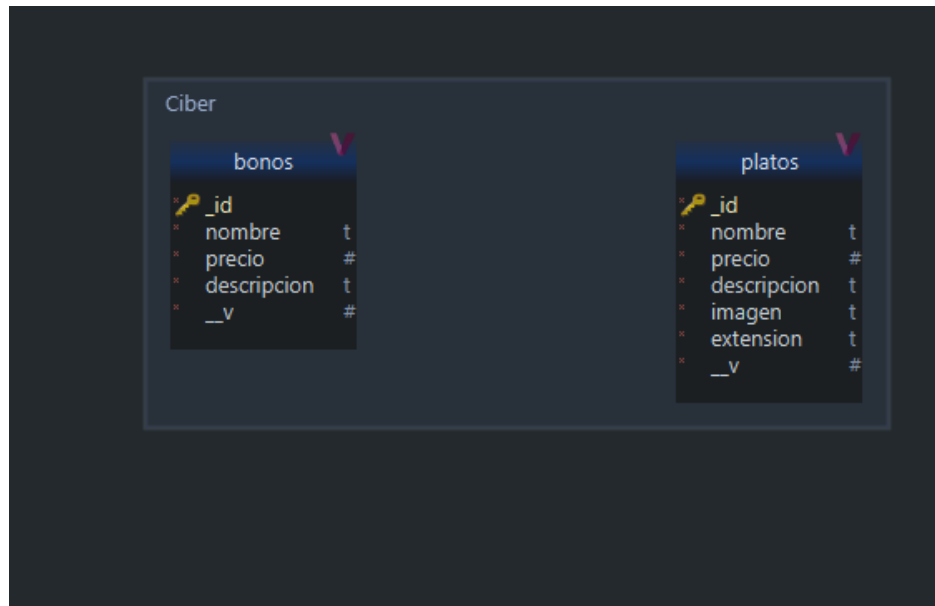 Ciber
bonos
_id
nombre t
precio #
descripcion t
__v #
platos
_id
nombre t
precio #
descripcion t
imagen t
extension t
__v #